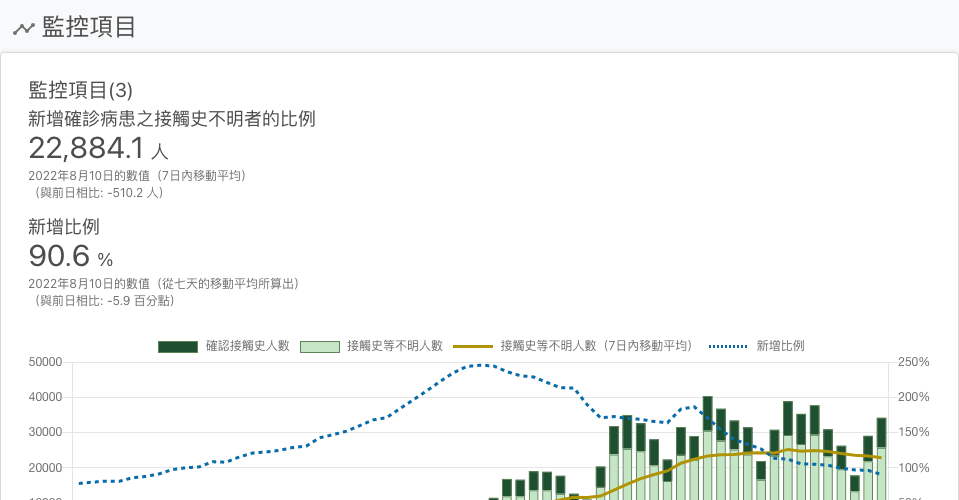 監控項目
監控項目(3)
新增確診病患之接觸史不明者的比例
22,884.1 人
2022年8月10日的數值（7日內移動平均）
（與前日相比: -510.2 人）
新增比例
90.6 %
2022年8月10日的數值（從七天的移動平均所算出）
（與前日相比: -5.9 百分點）
確認接觸史人數 接觸史等不明人數 接觸史等不明人數（7日內移動平均） 新增比例
50000 250%
40000 200%
30000 150%
20000 100%